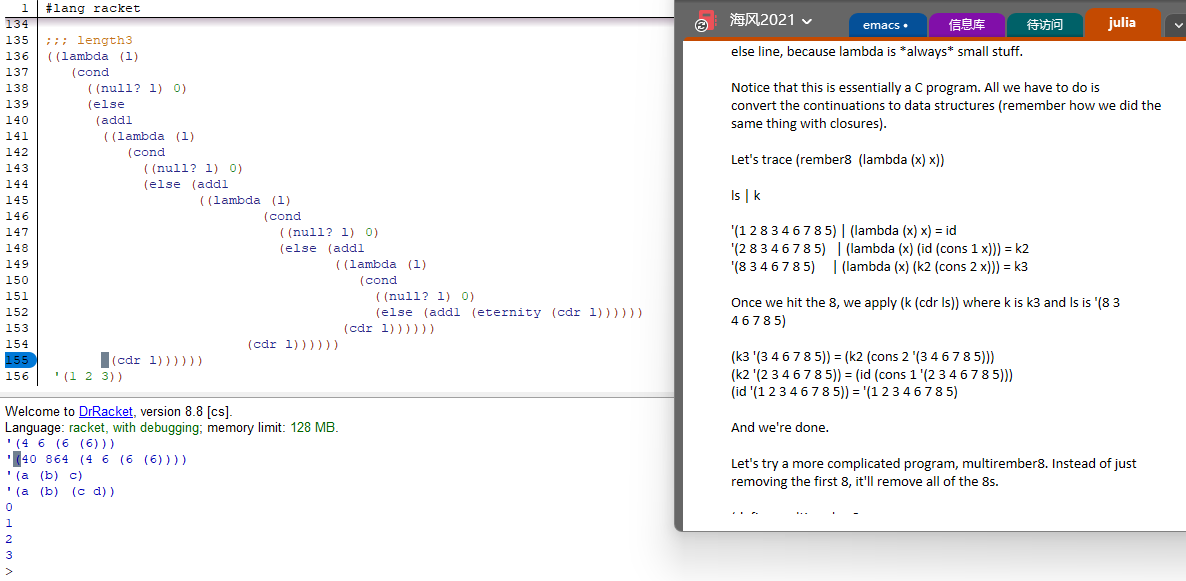 1 #lang racket
134
135 ;;; length3
136 ((lambda (l)
137 (cond
138 ((null? l) 0)
139 (else
140 (add1
141 ((lambda (l)
142 (cond
143 ((null? l) 0)
144 (else (add1
145 ((lambda (l)
146 (cond
147 ((null? l) 0)
148 (else (add1
149 ((lambda (l)
150 (cond
151 ((null? l) 0)
152 (else (add1 (eternity (cdr l))))))
153 (cdr l))))))
154 (cdr l))))))
155 (cdr l))))))
156 '(1 2 3))
Welcome to DrRacket, version 8.8 [cs].
Language: racket, with debugging; memory limit: 128 MB.
'(4 6 (6 (6)))
'(40 864 (4 6 (6 (6))))
'(a (b) c)
'(a (b) (c d))
0
1
2
3
>
海风2021
emacs •
信息库
待访问
julia
else line, because lambda is *always* small stuff.
Notice that this is essentially a C program. All we have to do is
convert the continuations to data structures (remember how we did the
same thing with closures).
Let's trace (rember8 (lambda (x) x))
ls | k
'(1 2 8 3 4 6 7 8 5) | (lambda (x) x) = id
'(2 8 3 4 6 7 8 5) | (lambda (x) (id (cons 1 x))) = k2
'(8 3 4 6 7 8 5) | (lambda (x) (k2 (cons 2 x))) = k3
Once we hit the 8, we apply (k (cdr ls)) where k is k3 and ls is '(8 3
4 6 7 8 5)
(k3 '(3 4 6 7 8 5)) = (k2 (cons 2 '(3 4 6 7 8 5)))
(k2 '(2 3 4 6 7 8 5)) = (id (cons 1 '(2 3 4 6 7 8 5)))
(id '(1 2 3 4 6 7 8 5)) = '(1 2 3 4 6 7 8 5)
And we're done.
Let's try a more complicated program, multirember8. Instead of just
removing the first 8, it'll remove all of the 8s.